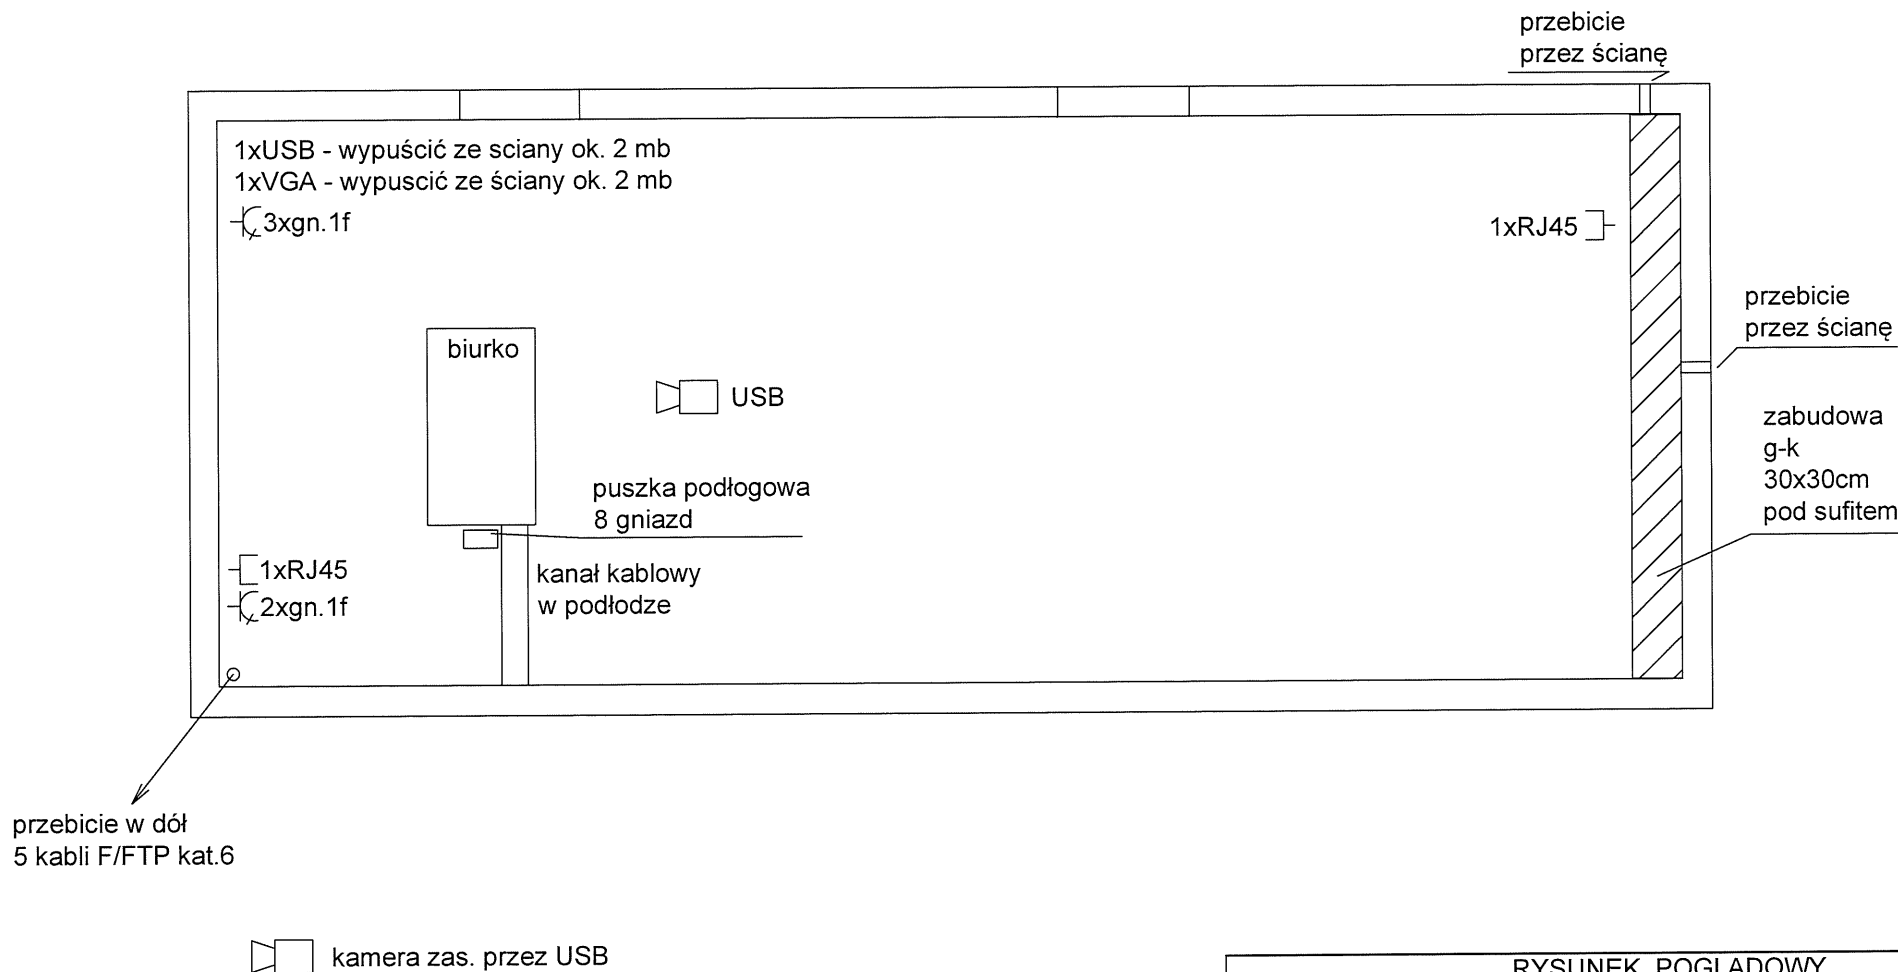 przebicie
przez ścianę
1xUSB - wypuścić ze sciany ok. 2 mb
1xVGA - wypuscić ze ściany ok. 2 mb
3xgn.1f
1xRJ45
przebicie
przez ścianę
biurko
USB
zabudowa
g-k
30x30cm
pod sufitem
puszka podłogowa
8 gniazd
1xRJ45
kanał kablowy
w podłodze
2xgn.1f
przebicie w dół
5 kabli F/FTP kat.6
kamera zas. przez USB
RYSUNEK POGLĄDOWY